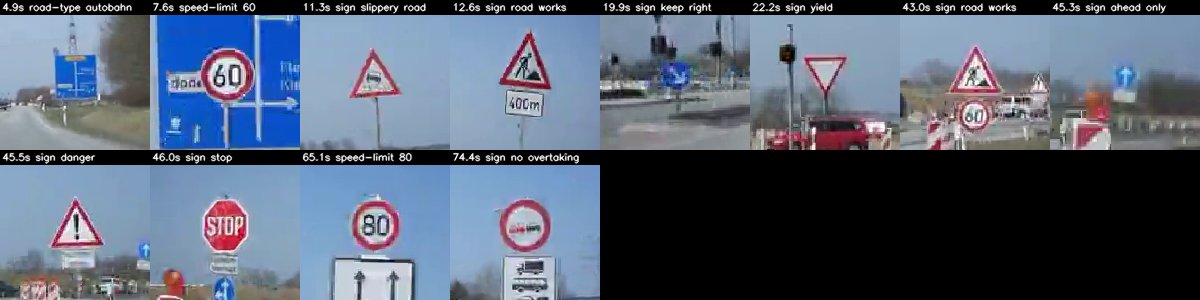 4.9s road-type autobahn
7.6s speed-limit 60
11.3s sign slippery road
12.6s sign road works
19.9s sign keep right
22.2s sign yield
43.0s sign road works
45.3s sign ahead only
60
400m
60
45.5s sign danger
46.0s sign stop
65.1s speed-limit 80
74.4s sign no overtaking
!
STOP
80